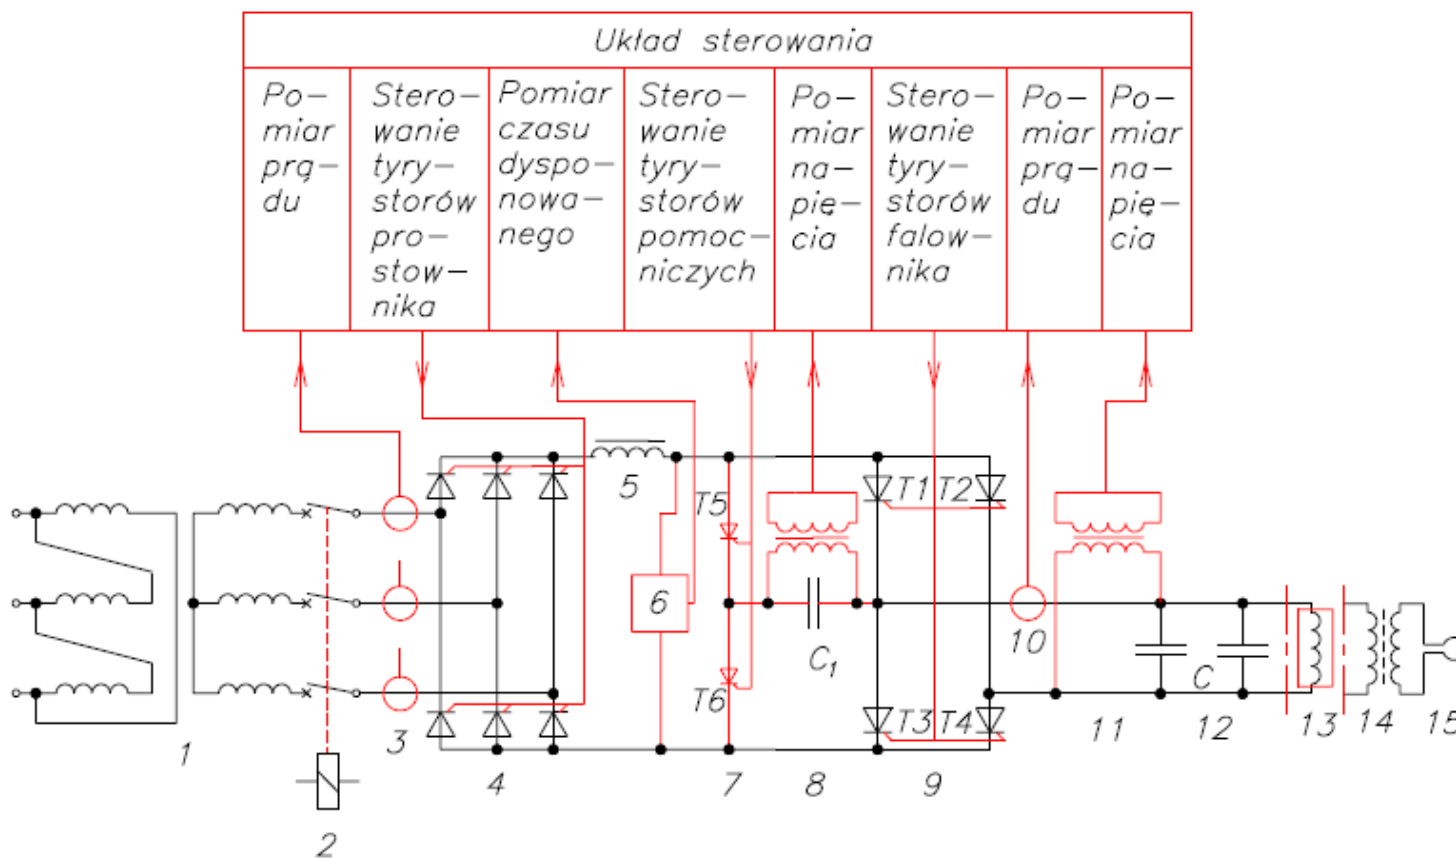 Układ sterowania
Po-
miar
prą-
du
Stero-
wanie
tyry-
storów
pro-
stow-
nika
Pomiar
czasu
dyspo-
nowa-
nego
Stero-
wanie
tyry-
storów
pomoc-
niczych
Po-
miar
na-
pię-
cia
Stero-
wanie
tyry-
storów
falow-
nika
Po-
miar
prą-
du
Po-
miar
na-
pię-
cia
5
T5
T1 T2
6
10
C1
C
T6
T3 T4
1
3
11
12
13
14
15
4
7
8
9
2